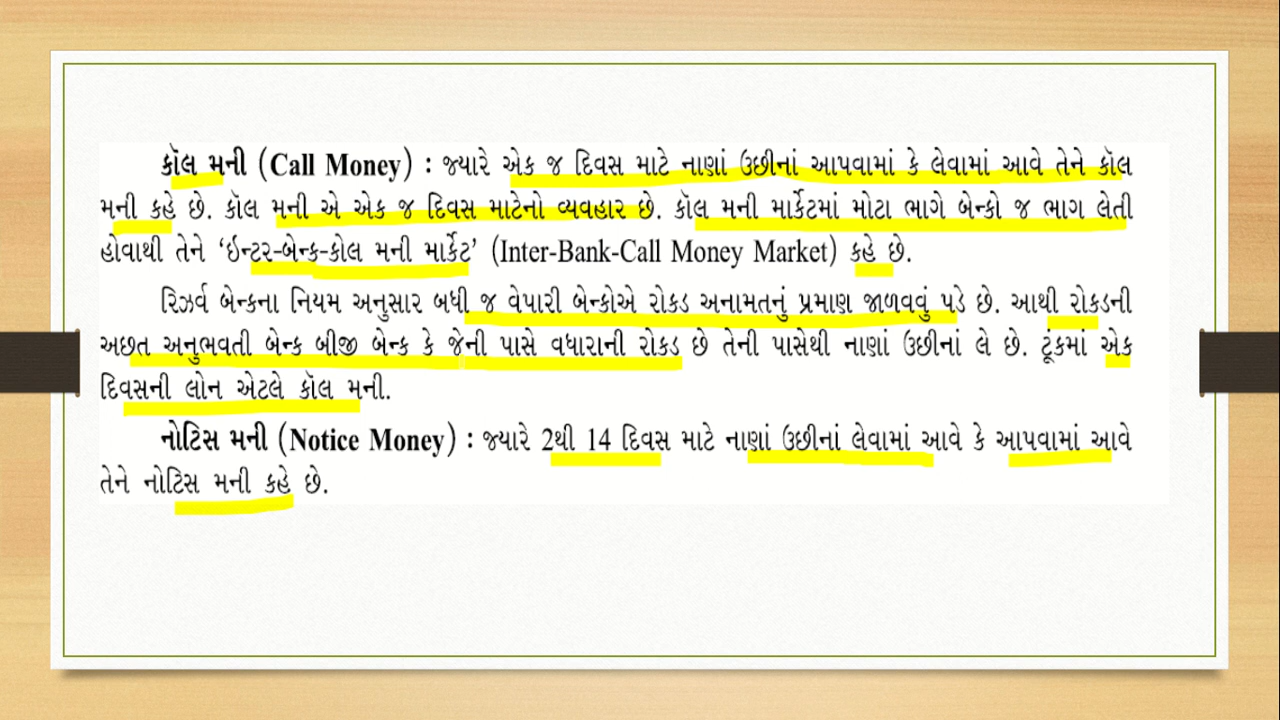 કૉલ મની (Call Money) : જ્યારે એક જ દિવસ માટે નાણાં ઉછીનાં આપવામાં કે લેવામાં આવે તેને કૉલ
મની કહે છે. કૉલ મની એ એક જ દિવસ માટેનો વ્યવહાર છે. કૉલ મની માર્કેટમાં મોટા ભાગે બેન્કો જ ભાગ લેતી
હોવાથી તેને ‘ઇન્ટર-બેન્ક-કોલ મની માર્કેટ’ (Inter-Bank-Call Money Market) કહે છે.
રિઝર્વ બેન્કના નિયમ અનુસાર બધી જ વેપારી બેન્કોએ રોકડ અનામતનું પ્રમાણ જાળવવું પડે છે. આથી રોકડની
અછત અનુભવતી બેન્ક બીજી બેન્ક કે જેની પાસે વધારાની રોકડ છે તેની પાસેથી નાણાં ઉછીનાં લે છે. ટૂંકમાં એક
દિવસની લોન એટલે કૉલ મની.
નોટિસ મની (Notice Money) : જ્યારે 2થી 14 દિવસ માટે નાણાં ઉછીનાં લેવામાં આવે કે આપવામાં આવે
તેને નોટિસ મની કહે છે.